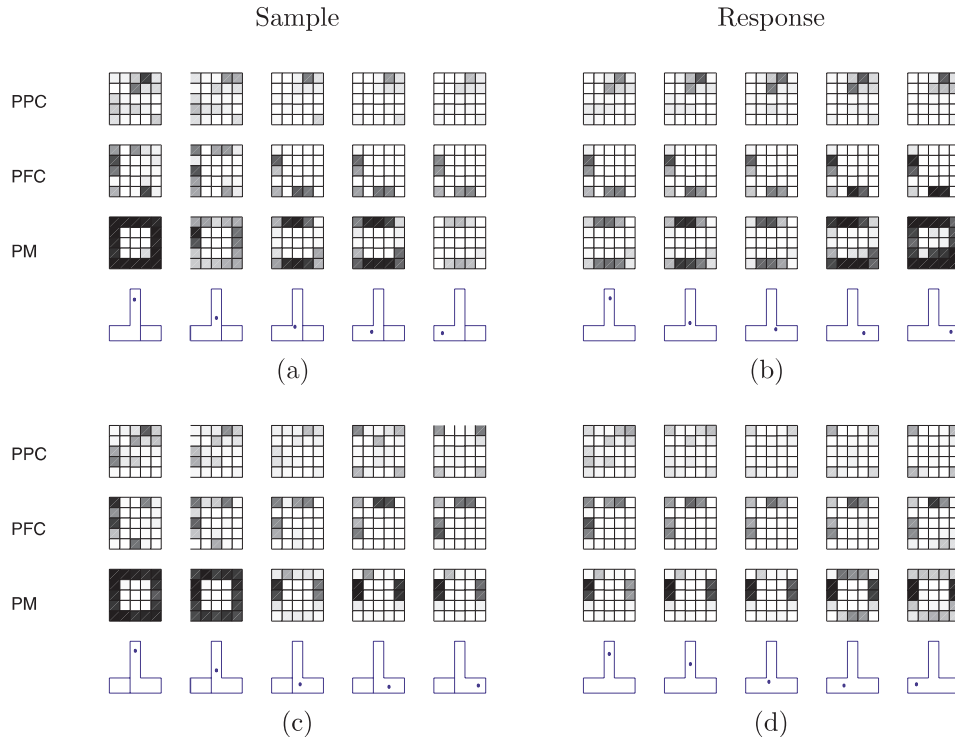 Sample
Response
PPC
PFC
PM
(a)
(b)
PPC
PFC
PM
(c)
(d)